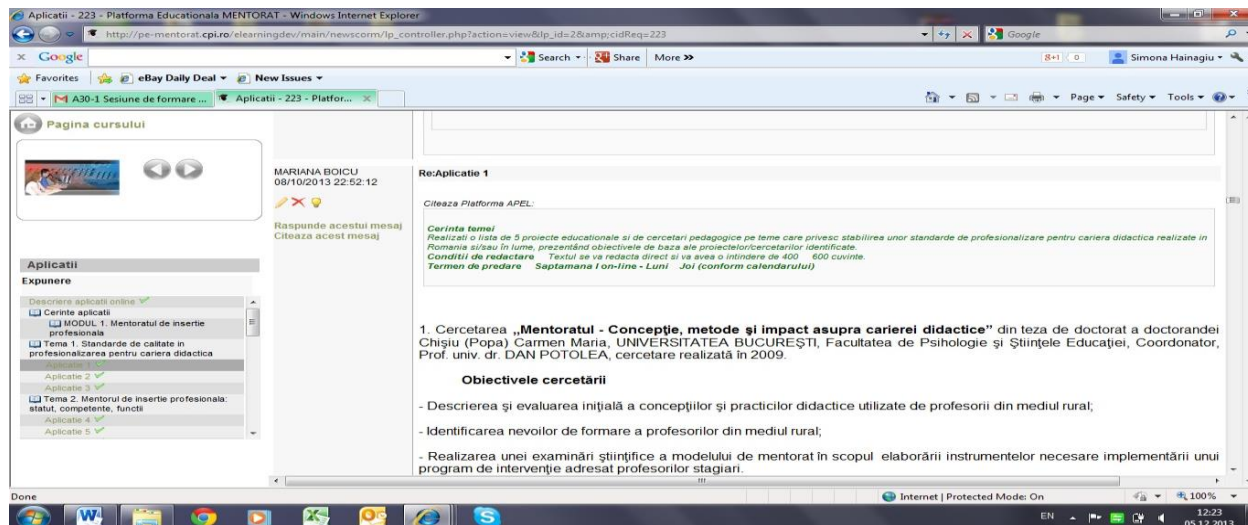 Aplicatii - 223 - Platforma Educationala MENTORAT - Windows Internet Explorer
http://pe-mentorat.cpi.ro/elearningdev/main/newscorm/lp_controller.php?action=view&lp_id=2&amp;cidReq=223
Google
x Google
Search
Share
More >>
g+1 0
Simona Hainagiu
Favorites
eBay Daily Deal
New Issues
A30-1 Sesiune de formare ...
Aplicatii - 223 - Platfor...
Page
Safety
Tools
Pagina cursului
Aplicatii
Expunere
Descriere aplicatii online
Cerinte aplicatii
MODUL 1. Mentoratul de insertie
profesionala
Tema 1. Standarde de calitate in
profesionalizarea pentru cariera didactica
Aplicatie 1
Aplicatie 2
Aplicatie 3
Tema 2. Mentorul de insertie profesionala:
statut, competente, functii
Aplicatie 4
Aplicatie 5
MARIANA BOICU
08/10/2013 22:52:12
Raspunde acestui mesaj
Citeaza acest mesaj
Re:Aplicatie 1
Citeaza Platforma APEL:
Cerinta temei
Realizati o lista de 5 proiecte educationale si de cercetari pedagogice pe teme care privesc stabilirea unor standarde de profesionalizare pentru cariera didactica realizate in
Romania si/sau în lume, prezentând obiectivele de baza ale proiectelor/cercetarilor identificate.
Conditii de redactare Textul se va redacta direct si va avea o intindere de 400 600 cuvinte.
Termen de predare Saptamana I on-line - Luni Joi (conform calendarului)
1. Cercetarea „Mentoratul - Concepţie, metode şi impact asupra carierei didactice” din teza de doctorat a doctorandei
Chişiu (Popa) Carmen Maria, UNIVERSITATEA BUCUREŞTI, Facultatea de Psihologie şi Ştiinţele Educaţiei, Coordonator,
Prof. univ. dr. DAN POTOLEA, cercetare realizată în 2009.
Obiectivele cercetării
- Descrierea şi evaluarea iniţială a concepţiilor şi practicilor didactice utilizate de profesorii din mediul rural;
- Identificarea nevoilor de formare a profesorilor din mediul rural;
- Realizarea unei examinări ştiinţifice a modelului de mentorat în scopul elaborării instrumentelor necesare implementării unui
program de intervenţie adresat profesorilor stagiari.
Done
Internet | Protected Mode: On
100%
EN
12:23
05.12.2013